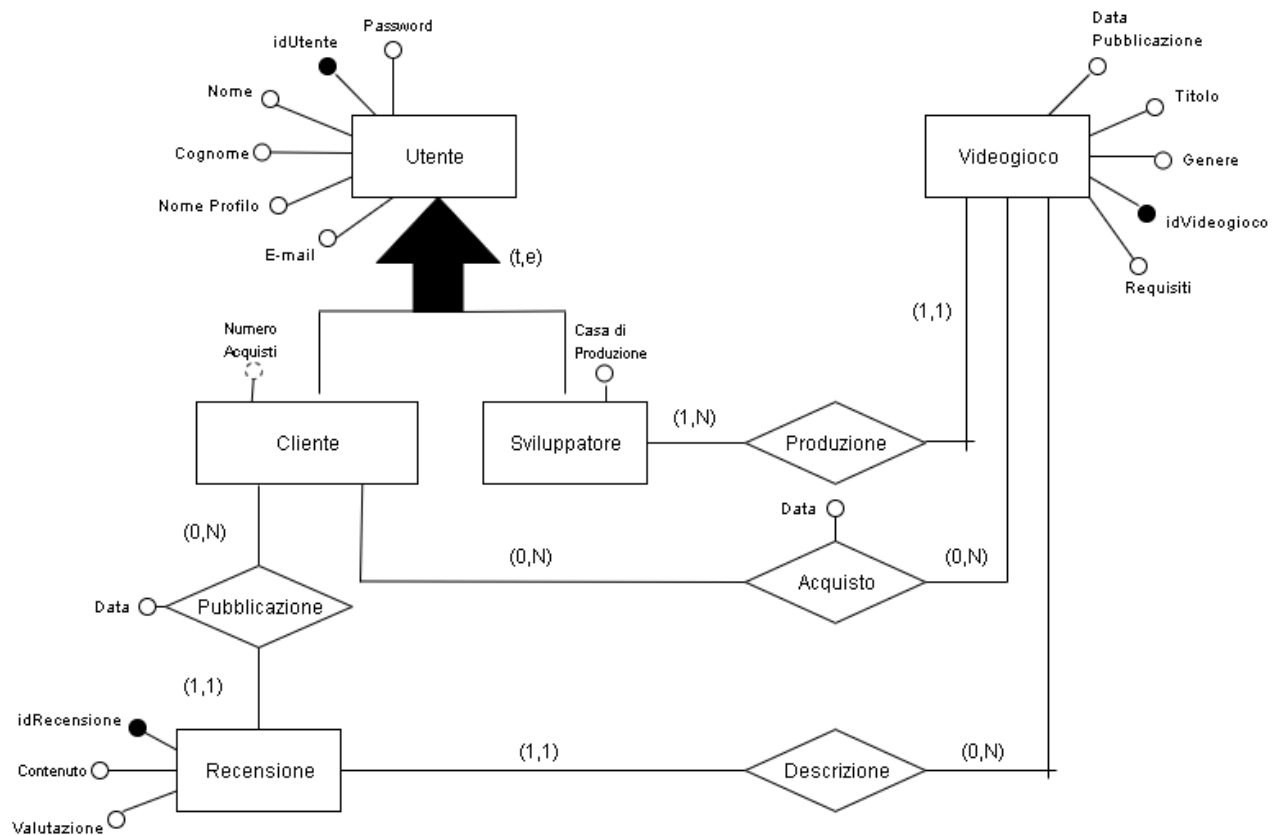 Password
idUtente
Nome
Cognome
Nome Profilo
E-mail
Utente
(t,e)
Data
Pubblicazione
Titolo
Genere
idVideogioco
Requisiti
Videogioco
(1,1)
Numero
Acquisti
Casa di
Produzione
Cliente
Sviluppatore
(1,N)
Produzione
(0,N)
(0,N)
Data
Acquisto
(0,N)
Data
Pubblicazione
(1,1)
idRecensione
Contenuto
Valutazione
Recensione
(1,1)
Descrizione
(0,N)